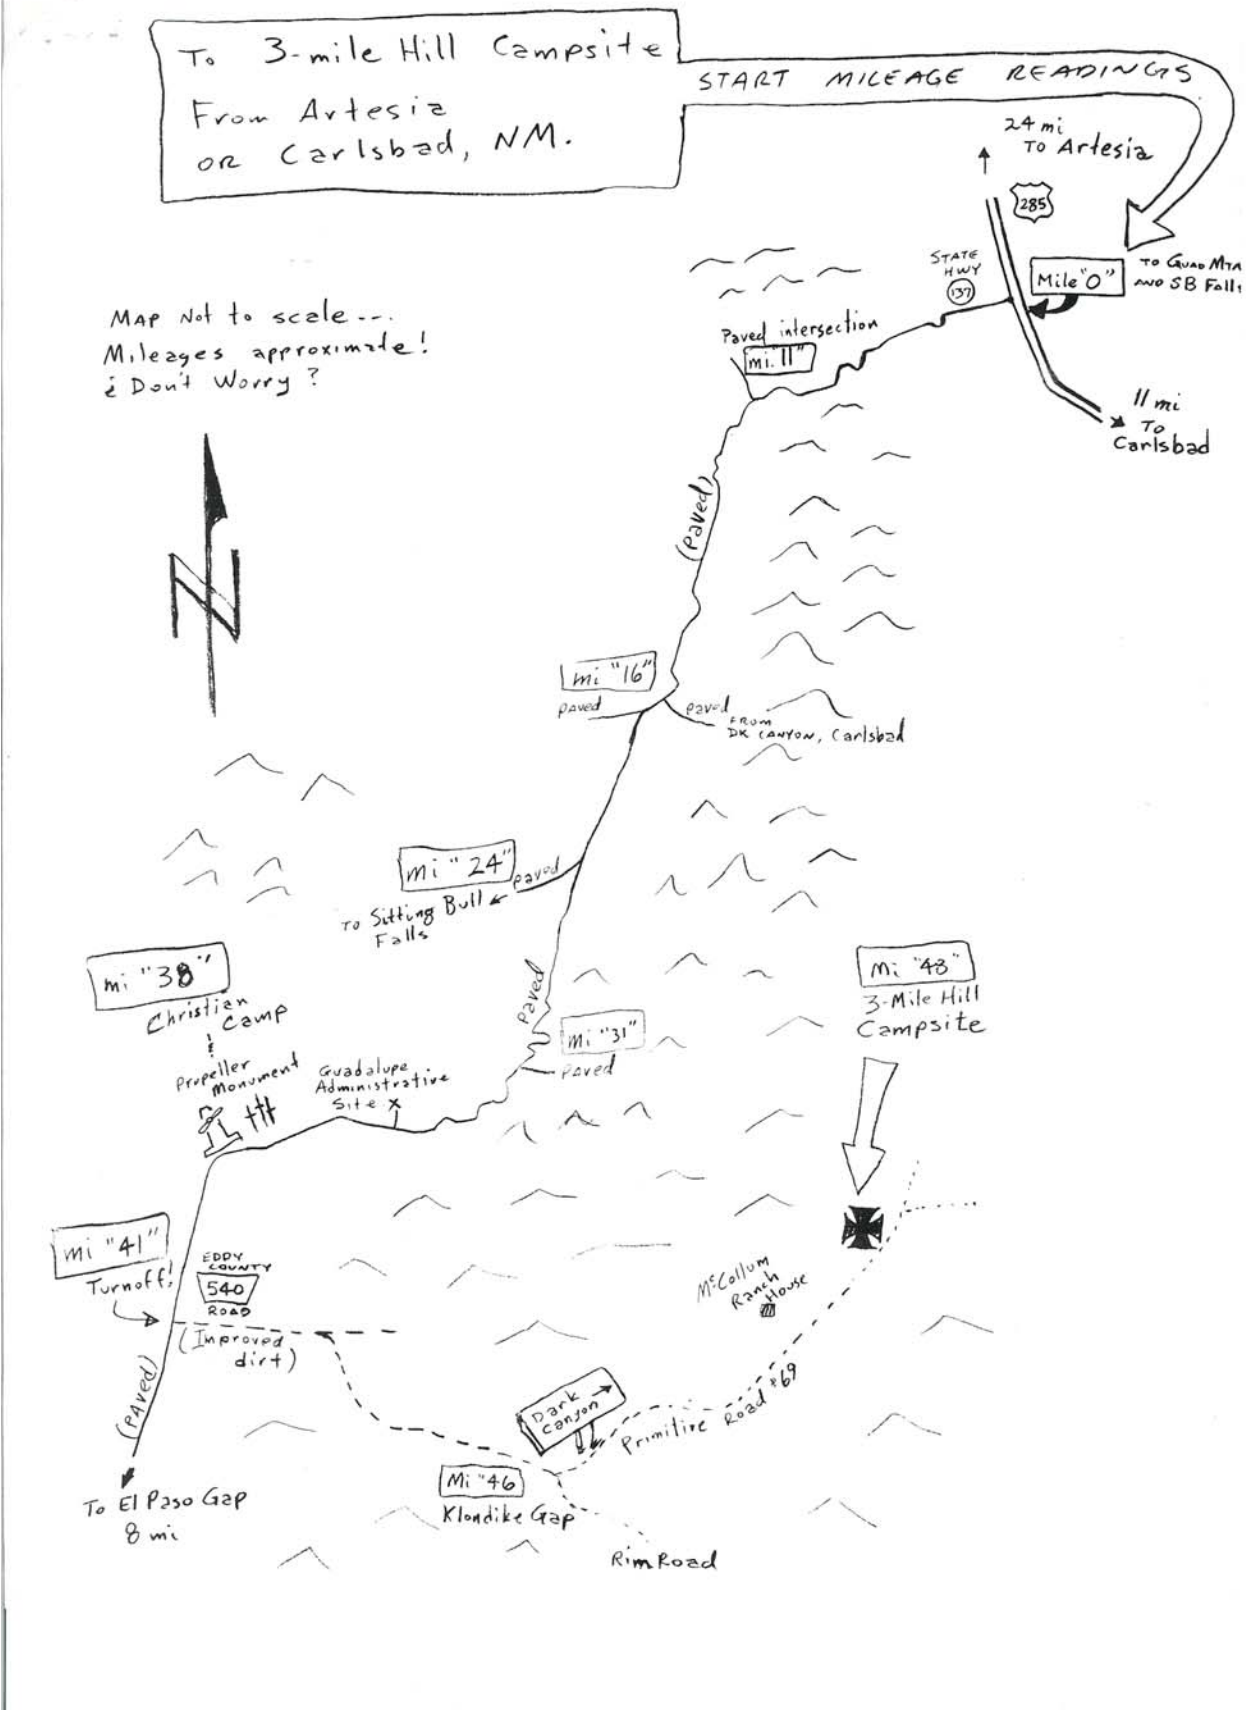 To 3-mile Hill Campsite
From Artesia
OR Carlsbad, NM.
START MILEAGE READINGS
24 mi
TO Artesia
285
STATE
HWY
137
Mile "0"
TO GUAD MTN
AND SB Falls
11 mi
TO
Carlsbad
MAP Not to scale ---
Mileages approximate!
¿ Don't Worry?
Paved intersection
mi. "11"
(paved)
N
mi "16"
paved
paved
FROM
DK CANYON, Carlsbad
mi "24"
paved
TO Sitting Bull
Falls
mi "38"
Christian
Camp
&
Propeller
Monument
Guadalupe
Administrative
Site X
paved
mi "31"
paved
Mi "48"
3-Mile Hill
Campsite
mi "41"
Turnoff!
EDDY
COUNTY
540
ROAD
(Improved
dirt)
(PAVed)
McCollum
Ranch
House
Dark
Canyon →
Primitive Road #69
Mi "46
Klondike Gap
To El Paso Gap
8 mi
Rim Road